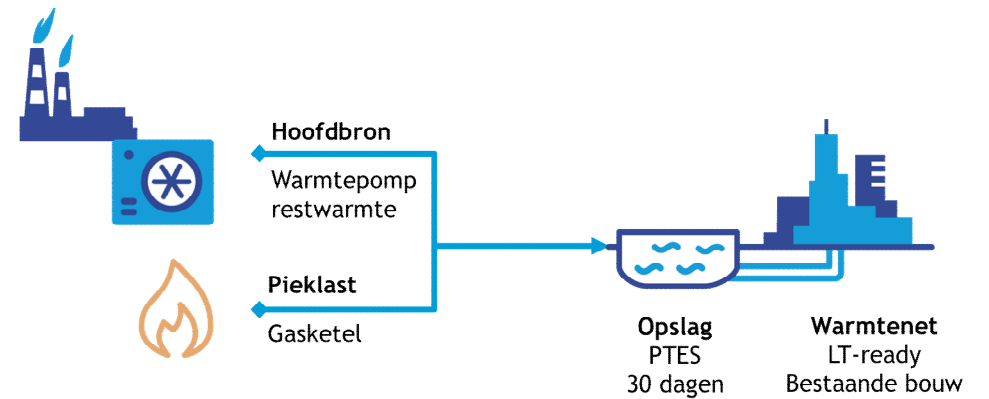 Hoofdbron
Warmtepomp
restwarmte
Pieklast
Gasketel
Opslag
PTES
30 dagen
Warmtenet
LT-ready
Bestaande bouw